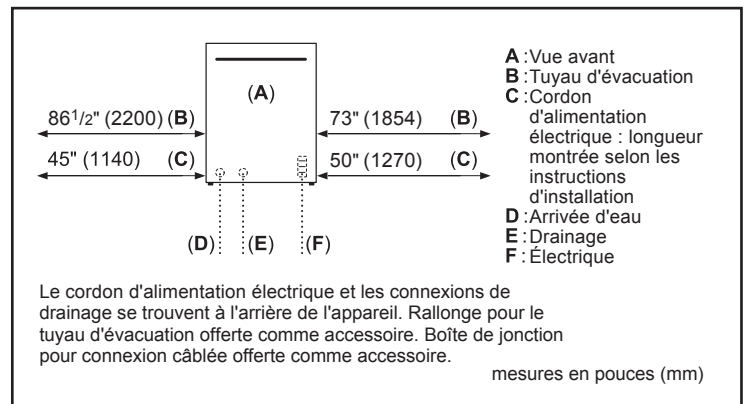 (A)
86 1/2" (2200) (B)
73" (1854) (B)
45" (1140) (C)
50" (1270) (C)
(D) (E) (F)
A : Vue avant
B : Tuyau d'évacuation
C : Cordon
d'alimentation
électrique : longueur
montrée selon les
instructions
d'installation
D : Arrivée d'eau
E : Drainage
F : Électrique
Le cordon d'alimentation électrique et les connexions de
drainage se trouvent à l'arrière de l'appareil. Rallonge pour le
tuyau d'évacuation offerte comme accessoire. Boîte de jonction
pour connexion câblée offerte comme accessoire.
mesures en pouces (mm)